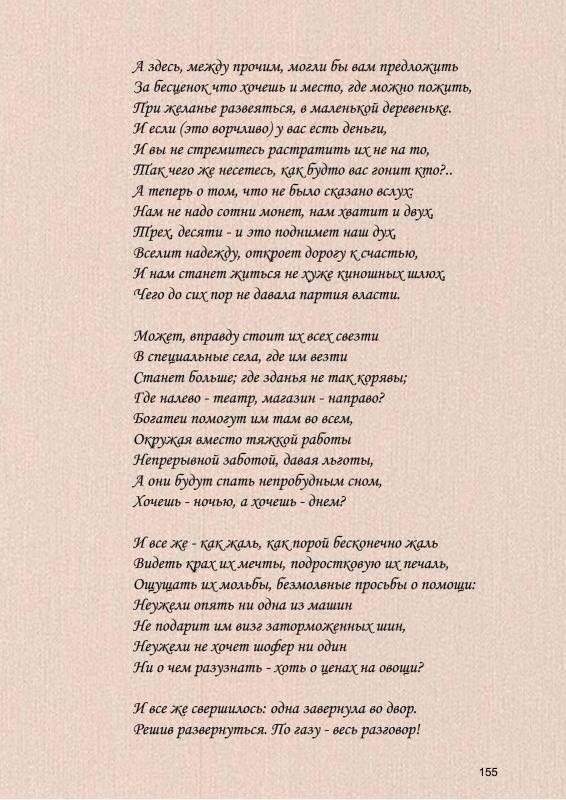 А здесь, между прочим, могли бы вам предложить
За бесценок что хочешь и место, где можно пожить,
При желанье развеяться, в маленькой деревеньке.
И если (это ворчливо) у вас есть деньги,
И вы не стремитесь растратить их не на то,
Так чего же несетесь, как будто вас гонит кто?..
А теперь о том, что не было сказано вслух:
Нам не надо сотни монет, нам хватит и двух,
Трех, десяти - и это поднимет наш дух,
Вселит надежду, откроет дорогу к счастью,
И нам станет житься не хуже киношных шлюх,
Чего до сих пор не давала партия власти.

Может, вправду стоит их всех свезти
В специальные села, где им везти
Станет больше; где зданья не так корявы;
Где налево - театр, магазин - направо?
Богатеи помогут им там во всем,
Окружая вместо тяжкой работы
Непрерывной заботой, давая льготы,
А они будут спать непробудным сном,
Хочешь - ночью, а хочешь - днем?

И все же - как жаль, как порой бесконечно жаль
Видеть крах их мечты, подростковую их печаль,
Ощущать их мольбы, безмолвные просьбы о помощи:
Неужели опять ни одна из машин
Не подарит им визг заторможенных шин,
Неужели не хочет шофер ни один
Ни о чем разузнать - хоть о ценах на овощи?

И все же свершилось: одна завернула во двор.
Решив развернуться. По газу - весь разговор!

155